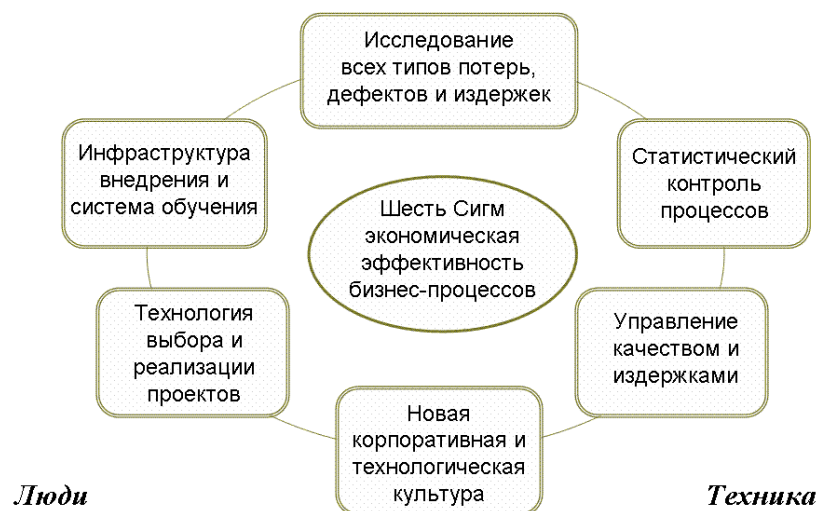 Исследование
всех типов потерь,
дефектов и издержек
Инфраструктура
внедрения и
система обучения
Статистический
контроль
процессов
Шесть Сигм
экономическая
эффективность
бизнес-процессов
Технология
выбора и
реализации
проектов
Управление
качеством и
издержками
Новая
корпоративная и
технологическая
культура
Люди
Техника